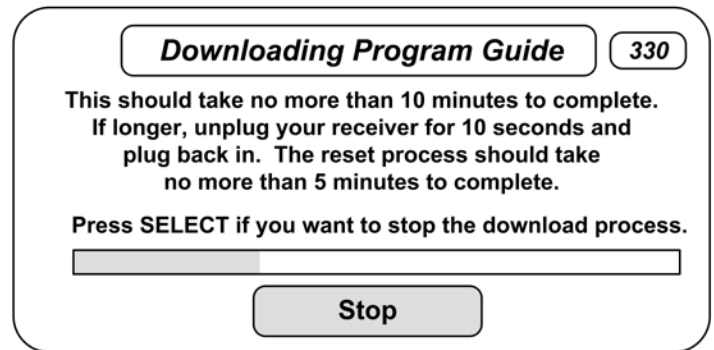 Downloading Program Guide 330
This should take no more than 10 minutes to complete.
If longer, unplug your receiver for 10 seconds and
plug back in. The reset process should take
no more than 5 minutes to complete.
Press SELECT if you want to stop the download process.
Stop